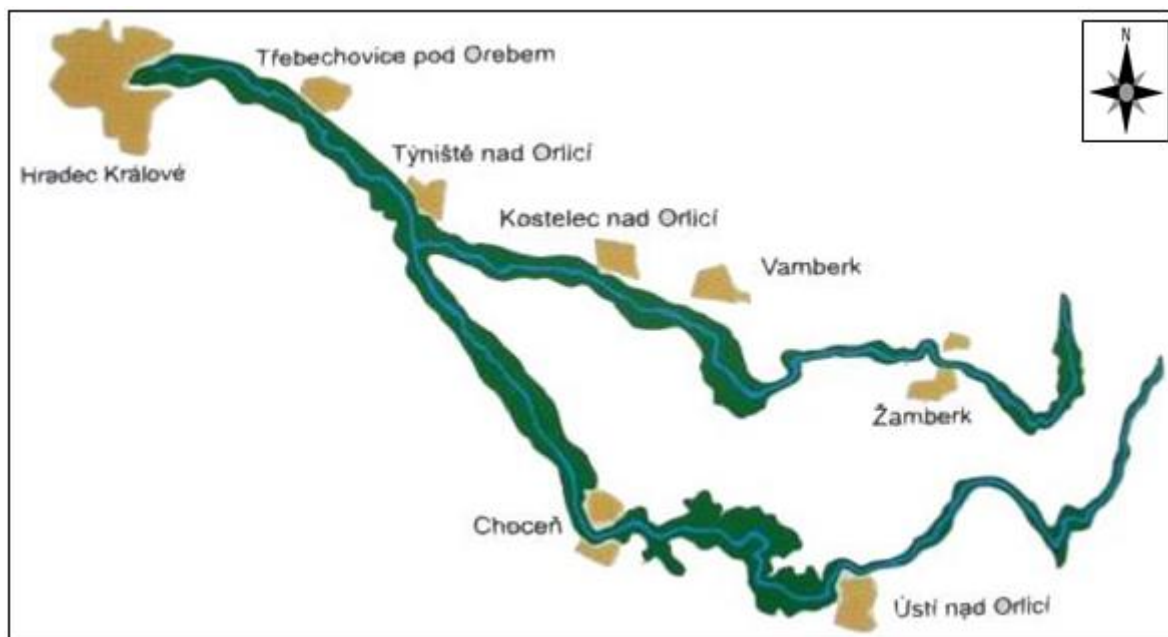 N
Třebechovice pod Orebem
Hradec Králové
Týniště nad Orlicí
Kostelec nad Orlicí
Vamberk
Žamberk
Choceň
Ústí nad Orlicí